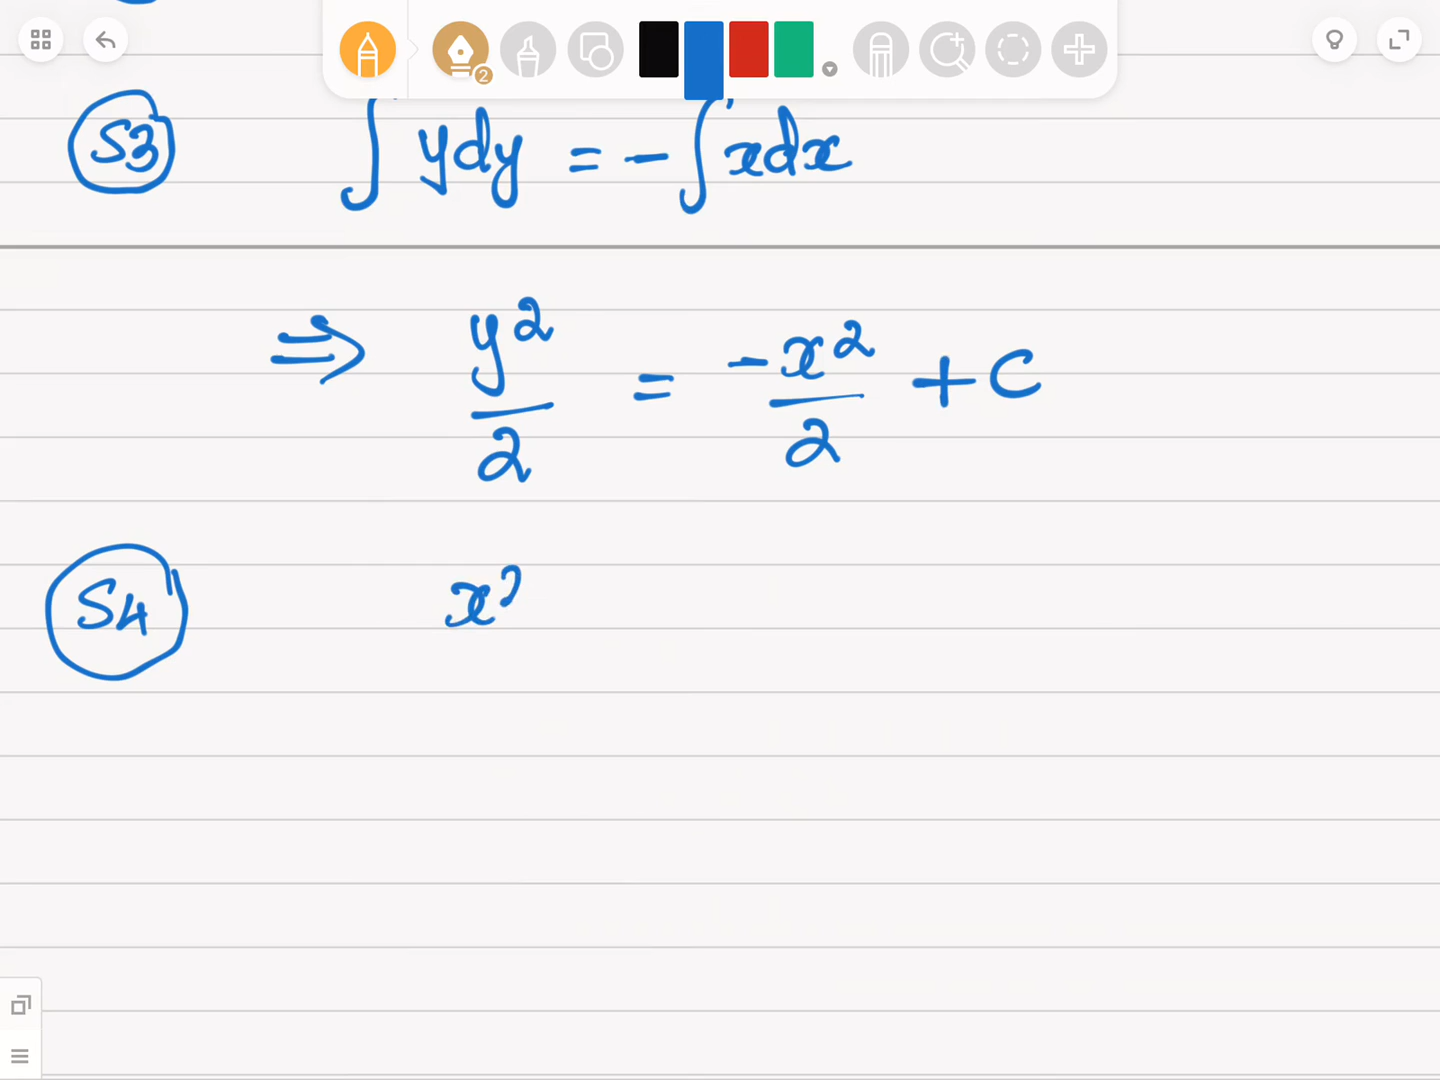 S3 ∫ ydy = - ∫ xdx
⇒ y²/2 = -x²/2 + C
S4 x²